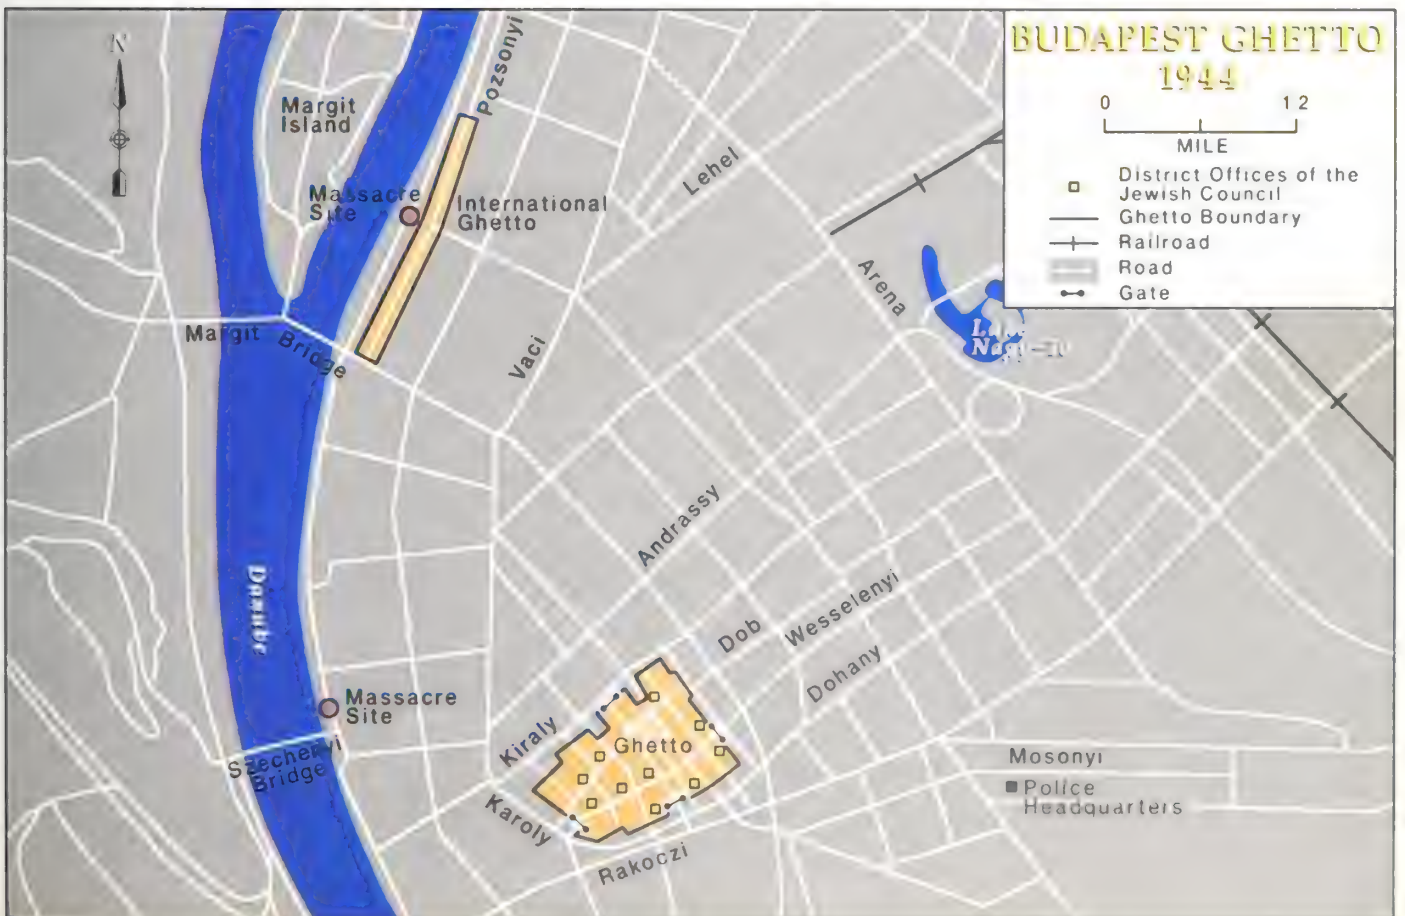 BUDAPEST GHETTO
1944
0 1 2
MILE
District Offices of the
Jewish Council
Ghetto Boundary
Railroad
Road
Gate
N
Margit
Island
Pozsonyi
Massacre
Site
International
Ghetto
Lehel
Arena
Margit Bridge
Vaci
Andrassy
Danube
Dob
Wesselenyi
Dohany
Massacre
Site
Szechenyi
Bridge
Kiraly
Ghetto
Karoly
Rakoczi
Mosonyi
Police
Headquarters